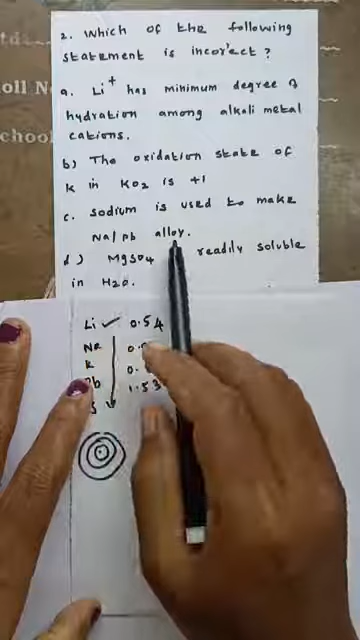 2. Which of the following
statement is incorrect?
a. Li+ has minimum degree of
hydration among alkali metal
cations.
b) The oxidation state of
K in KO2 is +1
c. Sodium is used to make
Na/Pb alloy.
d) MgSO4 readily soluble
in H2O.
Li ✓ 0.54
Na
K
1.53